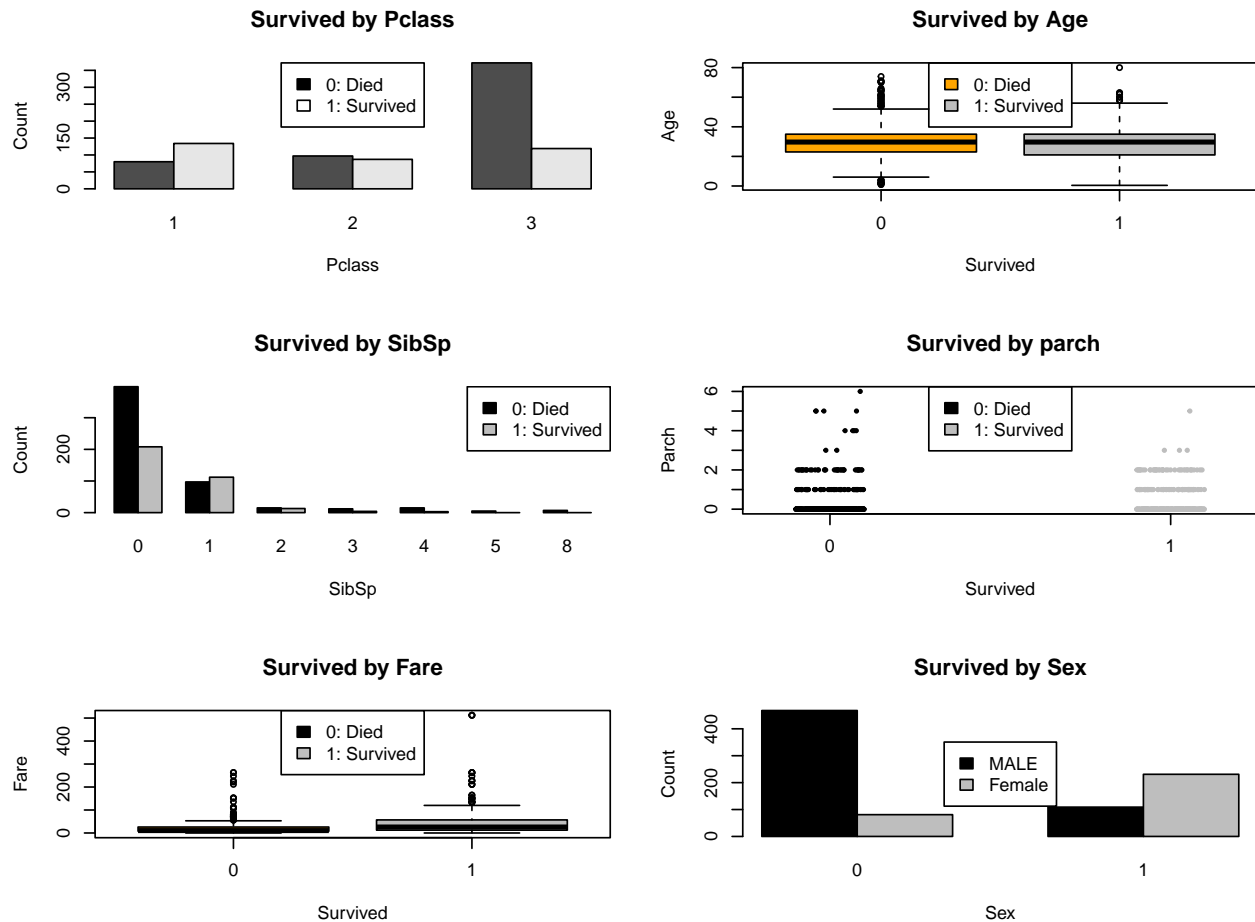 Survived by Pclass
Count
0
150
350
0: Died
1: Survived
1
2
3
Pclass
Survived by Age
Age
0
40
80
0: Died
1: Survived
0
1
Survived
Survived by SibSp
Count
0
200
0: Died
1: Survived
0
1
2
3
4
5
8
SibSp
Survived by parch
Parch
0
2
4
6
0: Died
1: Survived
0
1
Survived
Survived by Fare
Fare
0
200
400
0: Died
1: Survived
0
1
Survived
Survived by Sex
Count
0
200
400
MALE
Female
0
1
Sex